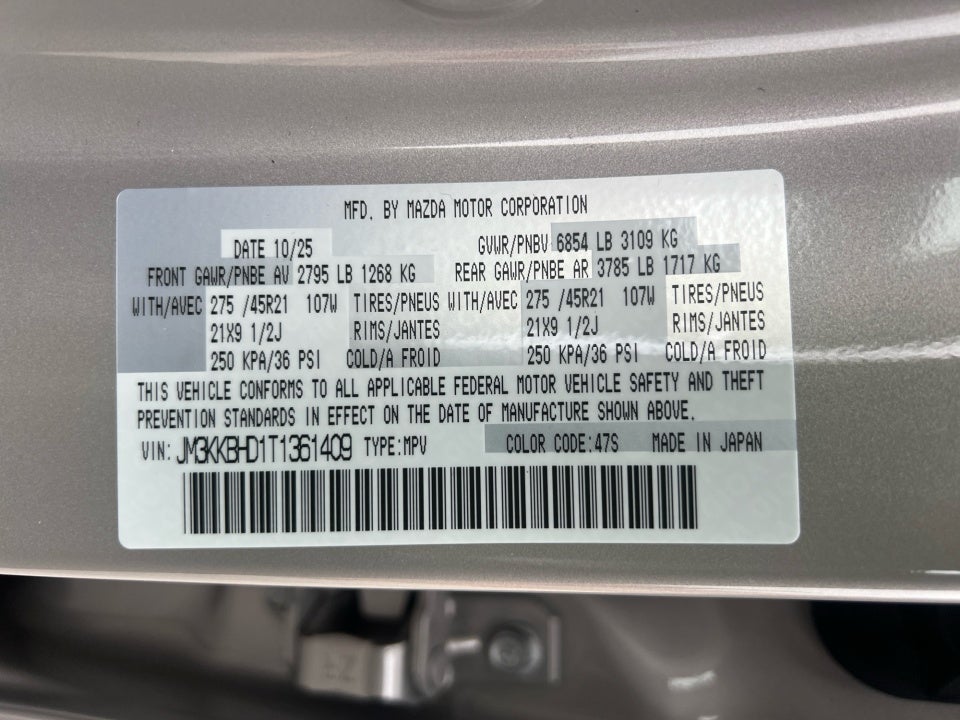 MFD. BY MAZDA MOTOR CORPORATION
DATE 10/25 GVWR/PNBV 6854 LB 3109 KG
FRONT GAWR/PNBE AV 2795 LB 1268 KG REAR GAWR/PNBE AR 3785 LB 1717 KG
WITH/AVEC 275 /45R21 107W TIRES/PNEUS WITH/AVEC 275 /45R21 107W TIRES/PNEUS
21X9 1/2J RIMS/JANTES 21X9 1/2J RIMS/JANTES
250 KPA/36 PSI COLD/A FROID 250 KPA/36 PSI COLD/A FROID
THIS VEHICLE CONFORMS TO ALL APPLICABLE FEDERAL MOTOR VEHICLE SAFETY AND THEFT
PREVENTION STANDARDS IN EFFECT ON THE DATE OF MANUFACTURE SHOWN ABOVE.
VIN: JM3KKBHD1T1361409 TYPE:MPV COLOR CODE:47S MADE IN JAPAN